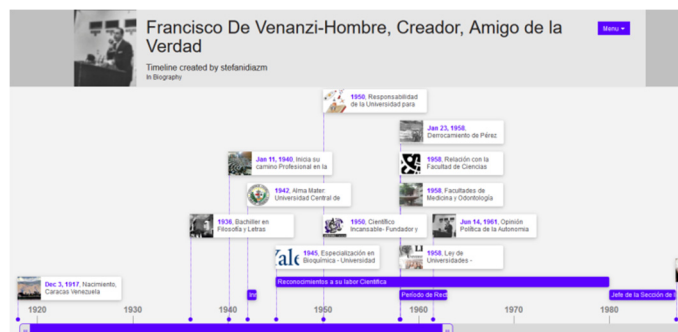 Francisco De Venanzi-Hombre, Creador, Amigo de la
Verdad
Menu
Timeline created by stefanidiazm
In Biography
1950, Responsabilidad
de la Universidad para
Jan 23, 1958,
Derrocamiento de Pérez
Jan 11, 1940, Inicia su
camino Profesional en la
1958, Relación con la
Facultad de Ciencias
1942, Alma Mater:
Universidad Central de
1958, Facultades de
Medicina y Odontología
1936, Bachiller en
Filosofía y Letras
1950, Científico
Incansable- Fundador y
Jun 14, 1961, Opinión
Política de la Autonomía
Yale
1945, Especialización en
Bioquímica - Universidad
1958, Ley de
Universidades -
Dec 3, 1917, Nacimiento,
Caracas Venezuela
Reconocimientos a su labor Científica
Período de Rect
Jefe de la Sección de
1920 1930 1940 1950 1960 1970 1980